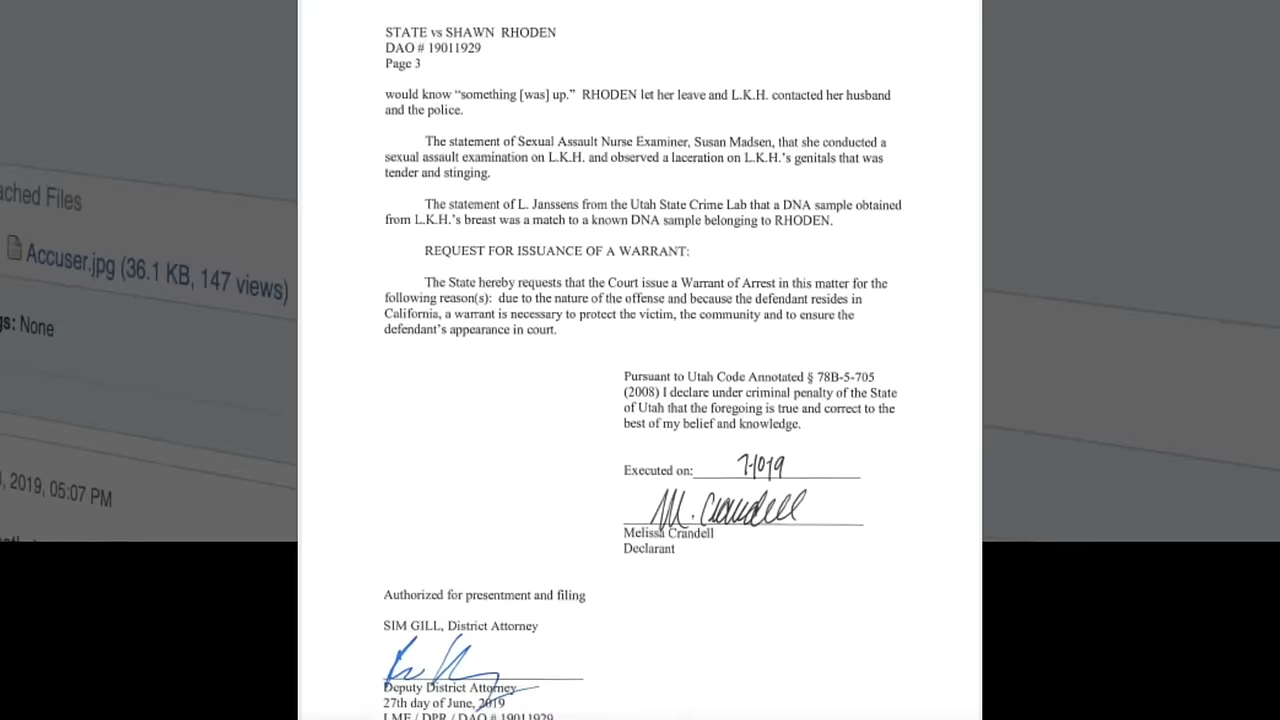 STATE vs SHAWN RHODEN
DAO # 19011929
Page 3
would know “something [was] up.” RHODEN let her leave and L.K.H. contacted her husband
and the police.
The statement of Sexual Assault Nurse Examiner, Susan Madsen, that she conducted a
sexual assault examination on L.K.H. and observed a laceration on L.K.H.'s genitals that was
tender and stinging.
The statement of L. Janssens from the Utah State Crime Lab that a DNA sample obtained
from L.K.H.'s breast was a match to a known DNA sample belonging to RHODEN.
REQUEST FOR ISSUANCE OF A WARRANT:
The State hereby requests that the Court issue a Warrant of Arrest in this matter for the
following reason(s): due to the nature of the offense and because the defendant resides in
California, a warrant is necessary to protect the victim, the community and to ensure the
defendant's appearance in court.
Pursuant to Utah Code Annotated § 78B-5-705
(2008) I declare under criminal penalty of the State
of Utah that the foregoing is true and correct to the
best of my belief and knowledge.
Executed on: 7-10-19
M. Crandell
Melissa Crandell
Declarant
Authorized for presentment and filing
SIM GILL, District Attorney
Deputy District Attorney
27th day of June, 2019
LMF / DPR / DAO # 19011929
ached Files
Accuser.jpg (36.1 KB, 147 views)
gs: None
, 2019, 05:07 PM